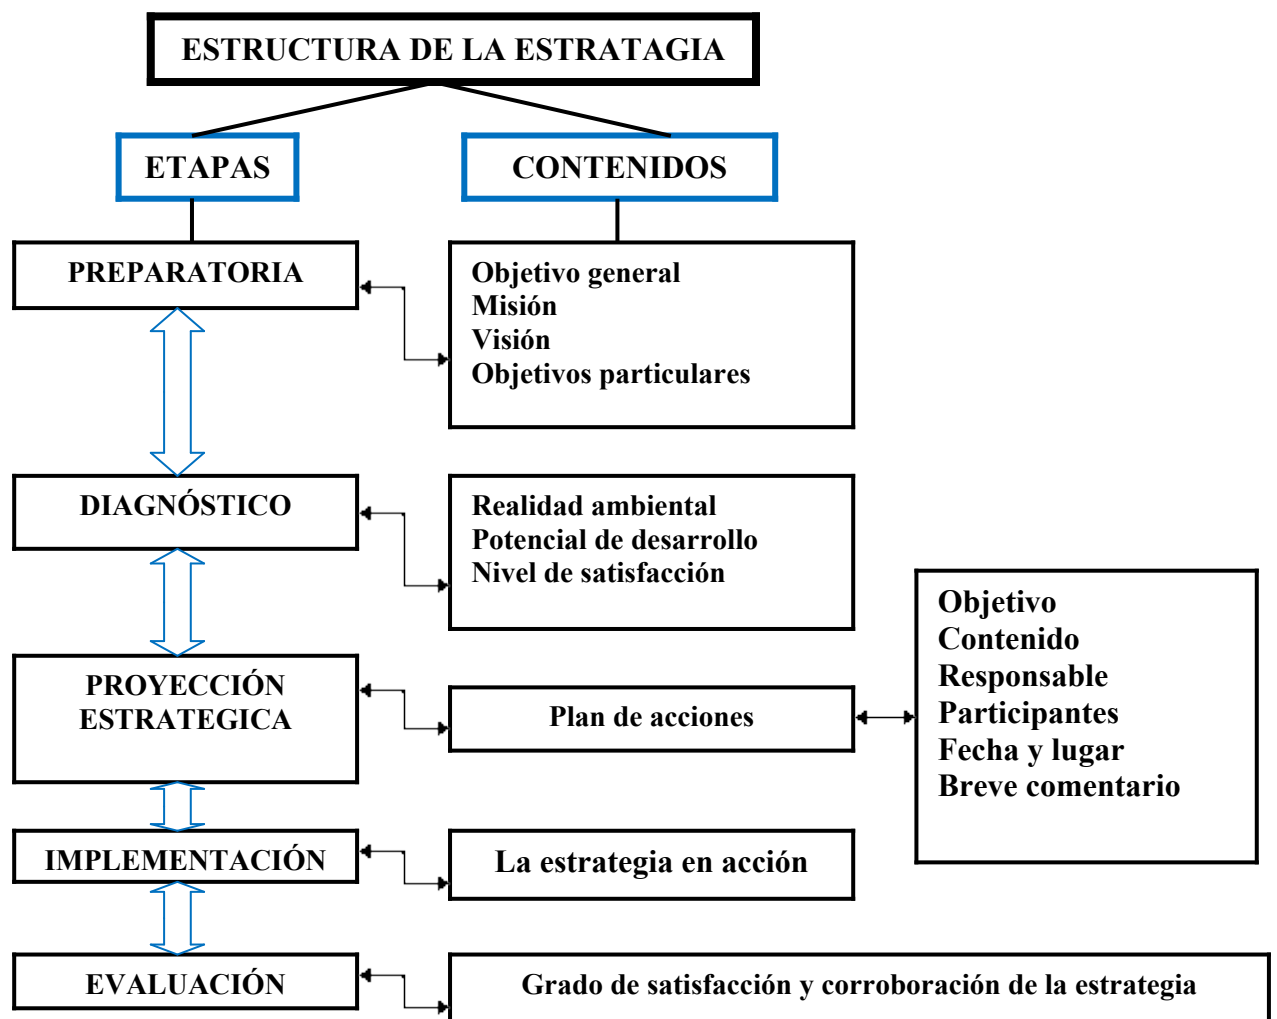 ESTRUCTURA DE LA ESTRATAGIA
ETAPAS
CONTENIDOS
PREPARATORIA
Objetivo general
Misión
Visión
Objetivos particulares
DIAGNÓSTICO
Realidad ambiental
Potencial de desarrollo
Nivel de satisfacción
PROYECCIÓN
ESTRATEGICA
Plan de acciones
Objetivo
Contenido
Responsable
Participantes
Fecha y lugar
Breve comentario
IMPLEMENTACIÓN
La estrategia en acción
EVALUACIÓN
Grado de satisfacción y corroboración de la estrategia